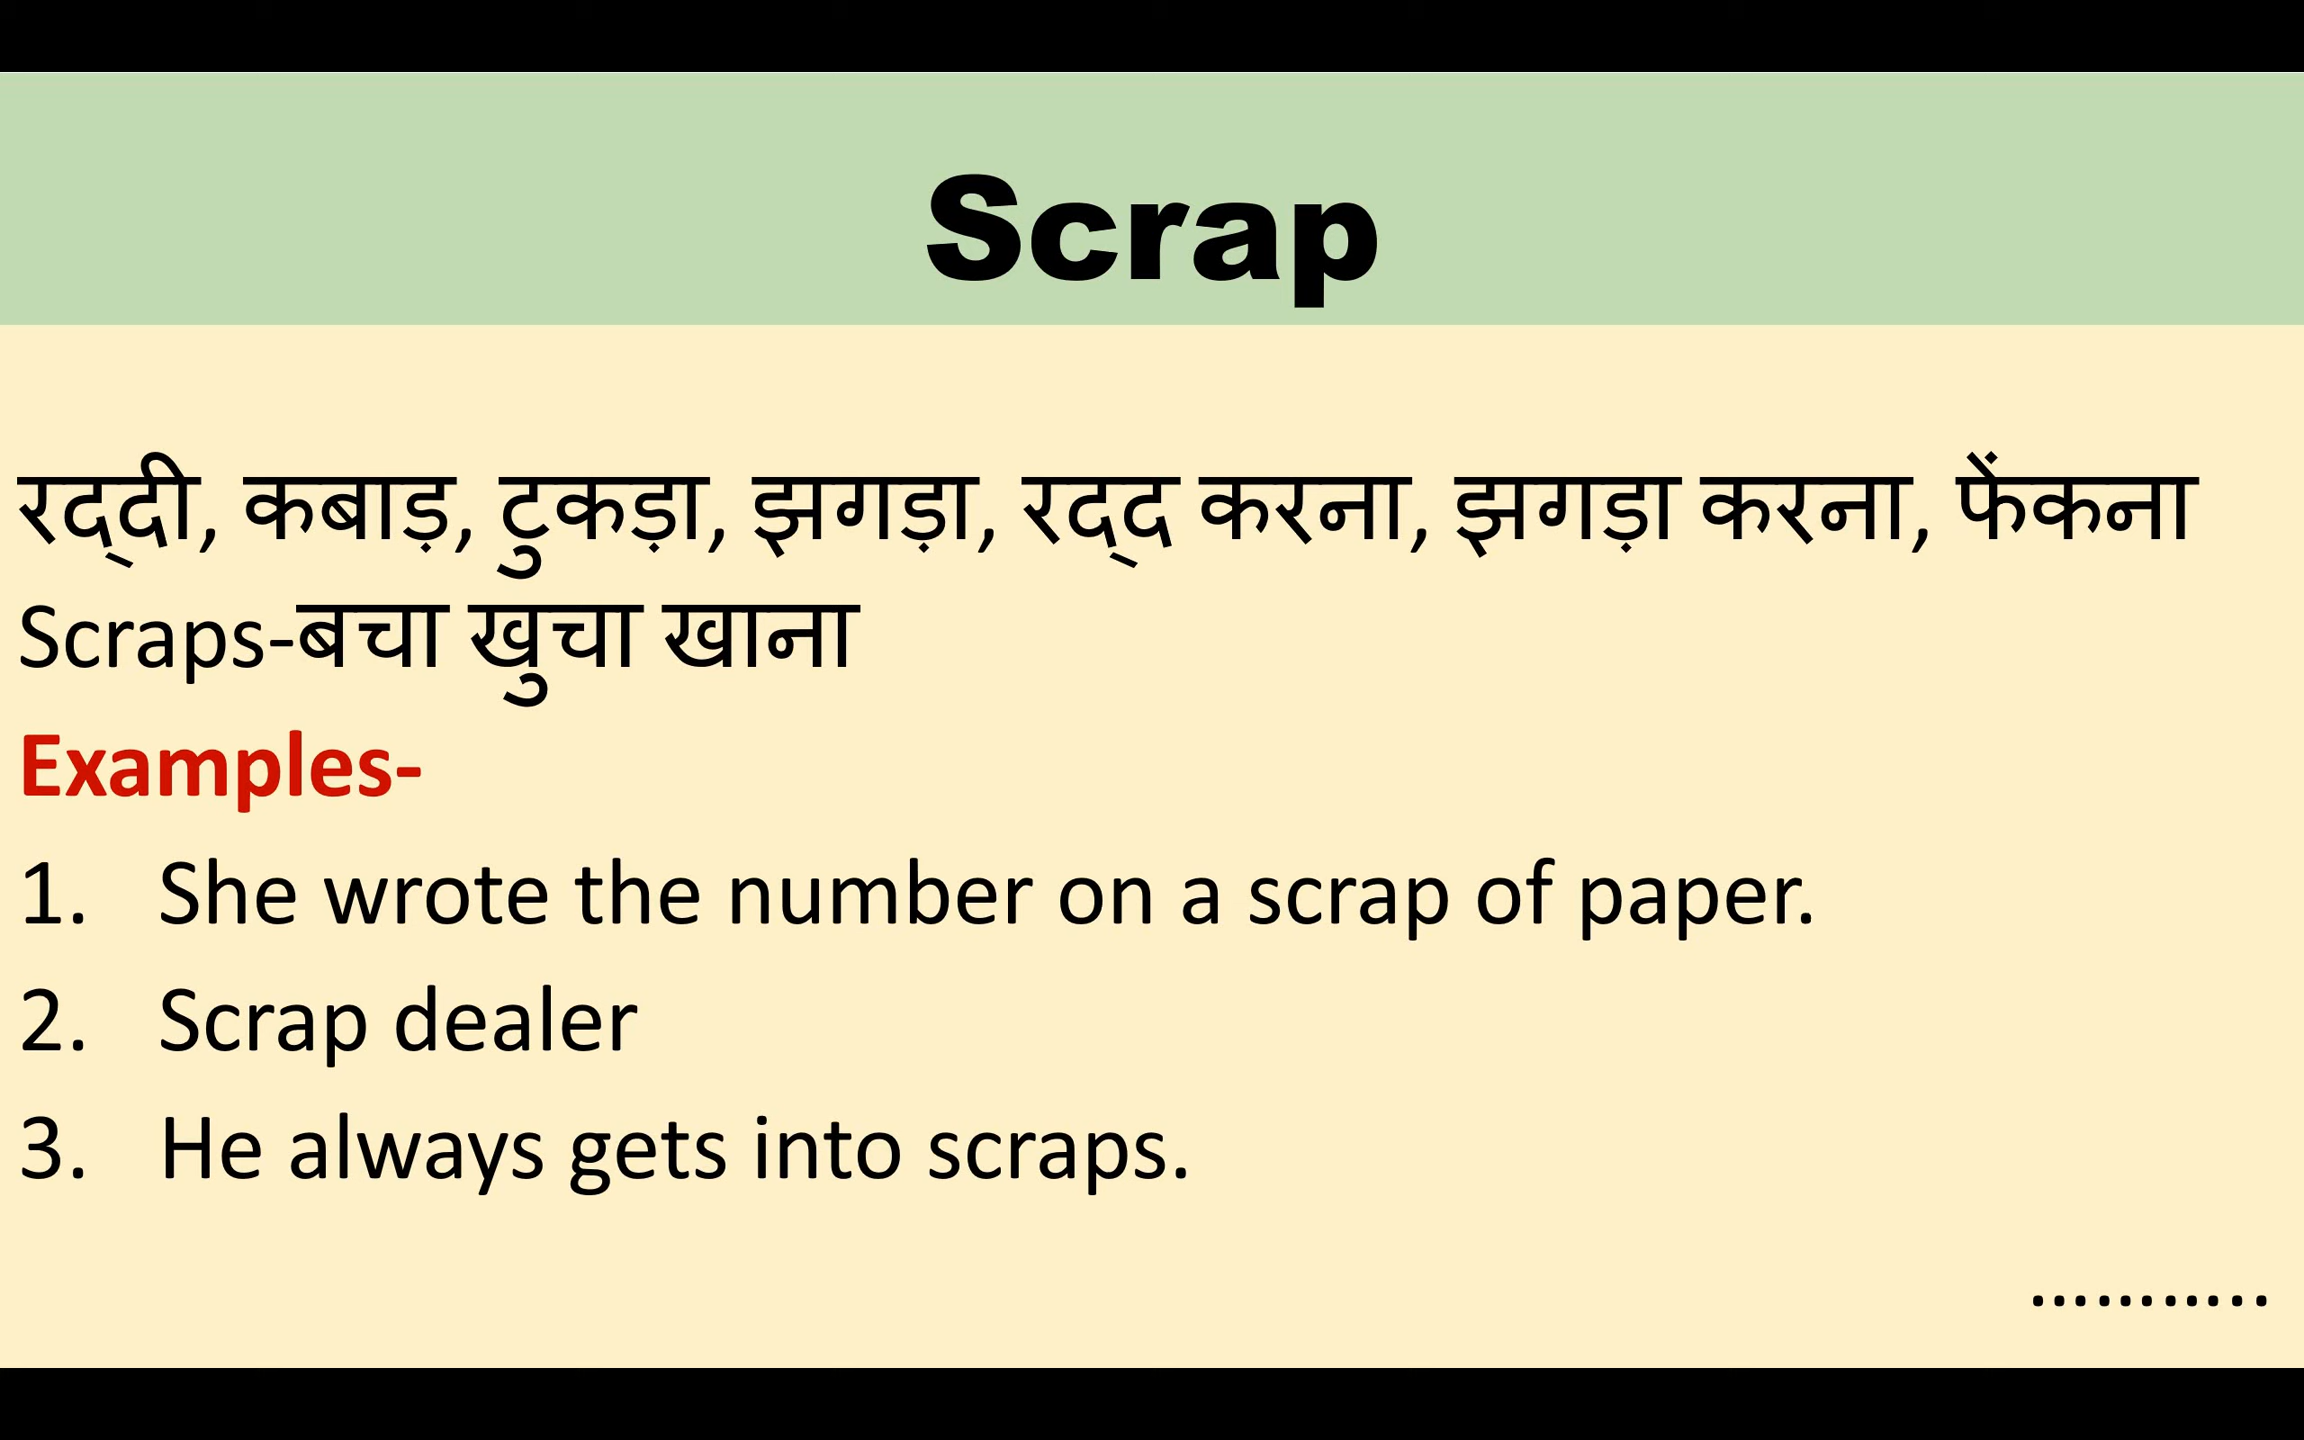 Scrap
रद्‌दी, कबाड़, टुकड़ा, झगड़ा, रद्‌द करना, झगड़ा करना, फेंकना
Scraps-बचा खुचा खाना
Examples-
1. She wrote the number on a scrap of paper.
2. Scrap dealer
3. He always gets into scraps.
...........